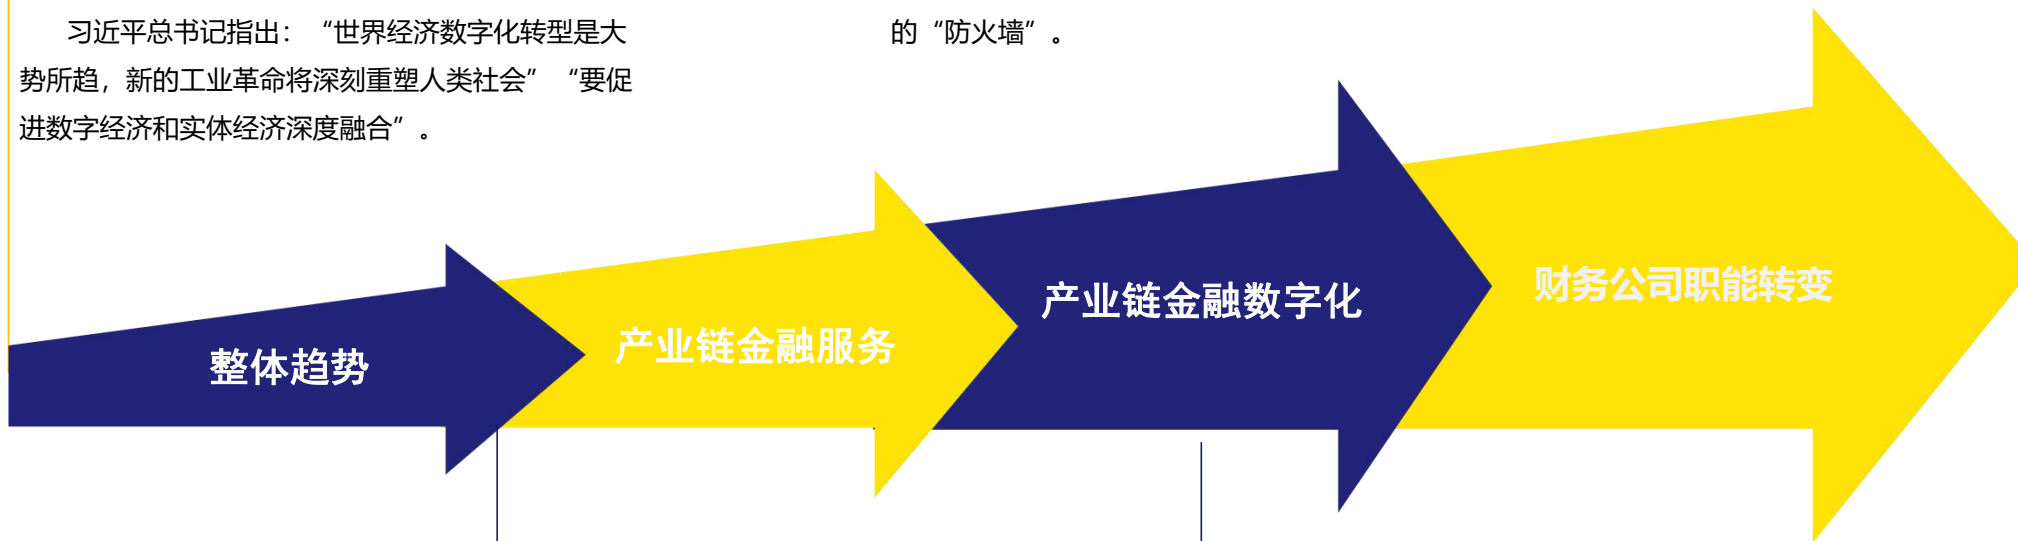 习近平总书记指出：“世界经济数字化转型是大
势所趋，新的工业革命将深刻重塑人类社会”“要促
进数字经济和实体经济深度融合”。
的“防火墙”。
整体趋势
产业链金融服务
产业链金融数字化
财务公司职能转变